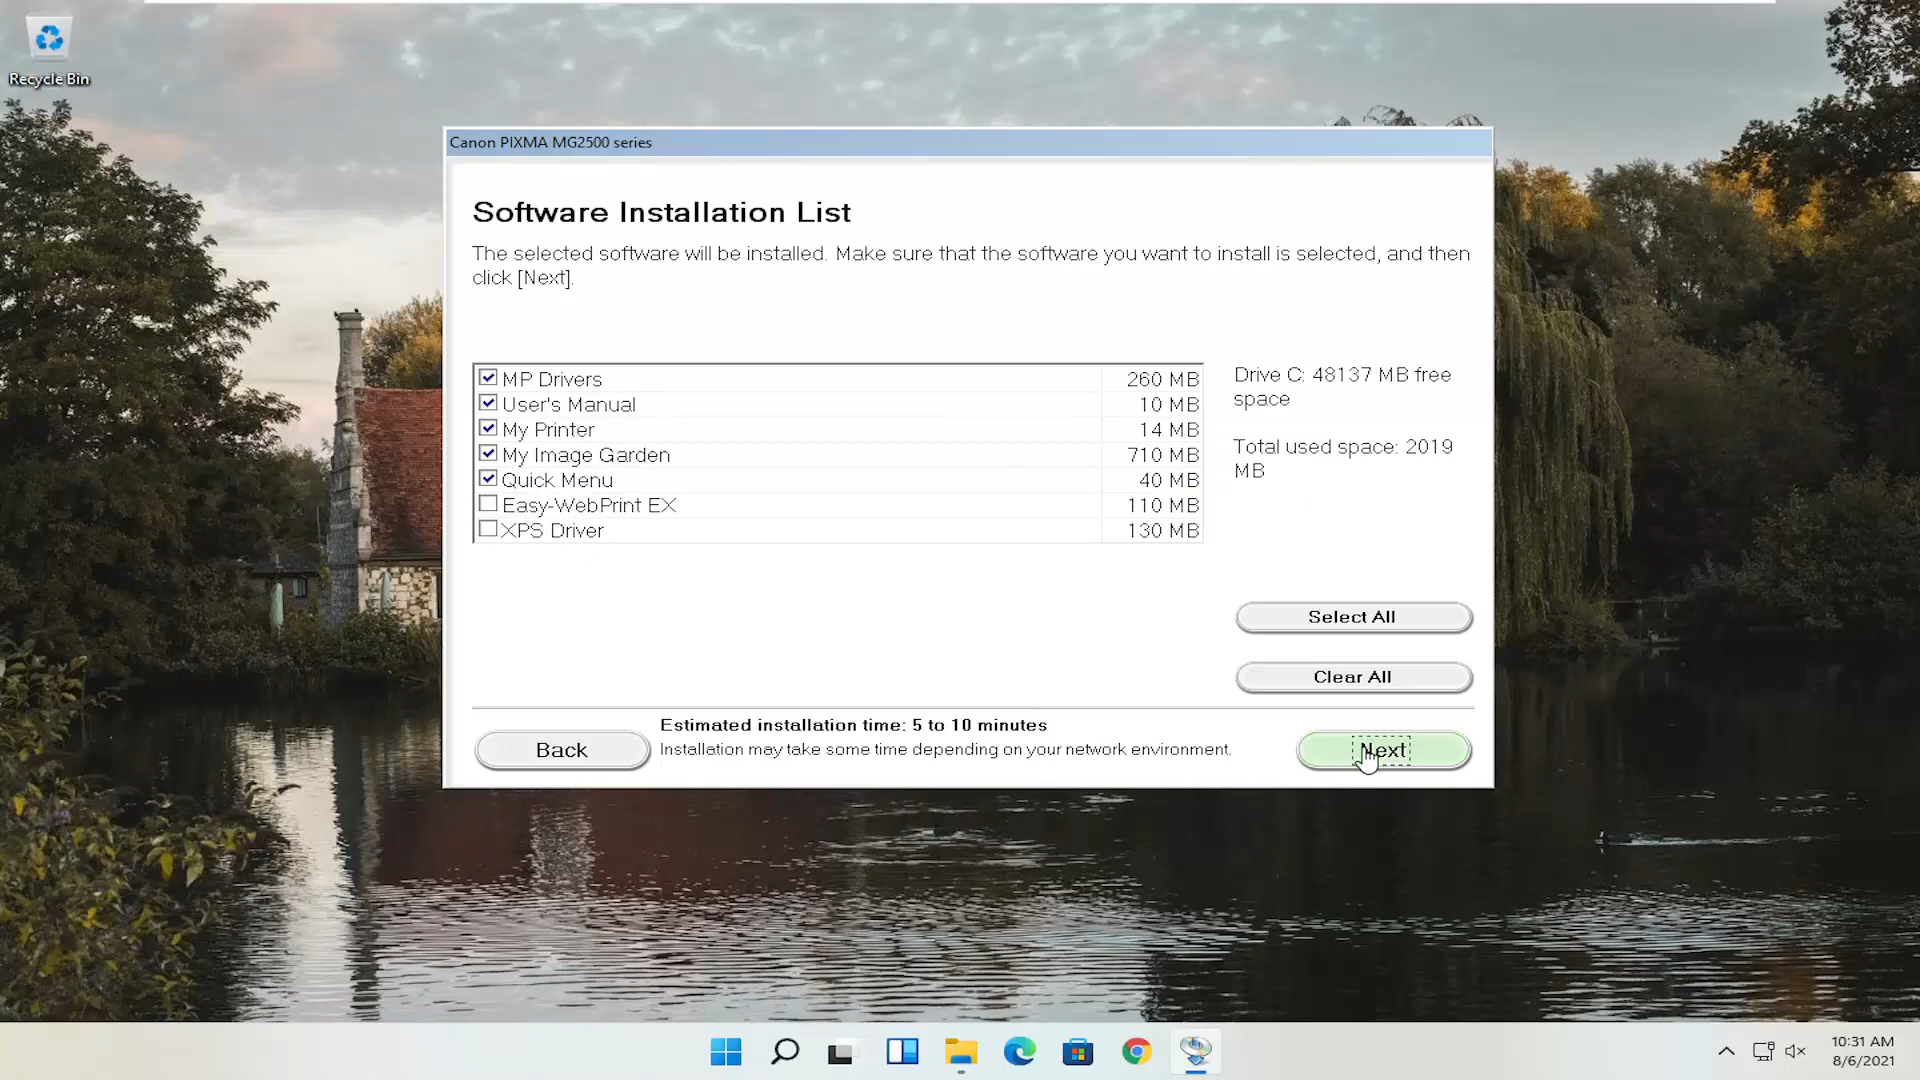 Recycle Bin
Canon PIXMA MG2500 series
Software Installation List
The selected software will be installed. Make sure that the software you want to install is selected, and then
click [Next].
MP Drivers 260 MB
User's Manual 10 MB
My Printer 14 MB
My Image Garden 710 MB
Quick Menu 40 MB
Easy-WebPrint EX 110 MB
XPS Driver 130 MB
Drive C: 48137 MB free
space
Total used space: 2019
MB
Select All
Clear All
Back
Estimated installation time: 5 to 10 minutes
Installation may take some time depending on your network environment.
Next
10:31 AM
8/6/2021